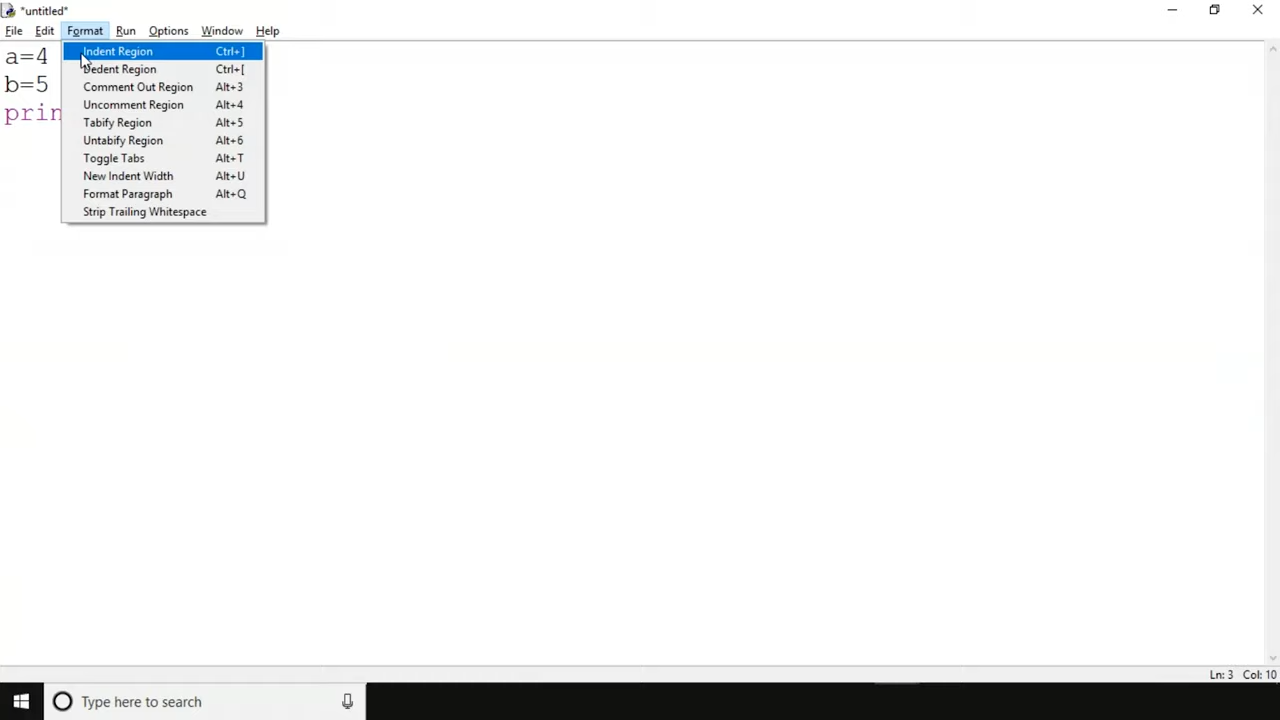 *untitled*
File Edit Format Run Options Window Help
a=4
b=5
prin
Indent Region Ctrl+]
Dedent Region Ctrl+[
Comment Out Region Alt+3
Uncomment Region Alt+4
Tabify Region Alt+5
Untabify Region Alt+6
Toggle Tabs Alt+T
New Indent Width Alt+U
Format Paragraph Alt+Q
Strip Trailing Whitespace
Ln: 3 Col: 10
Type here to search